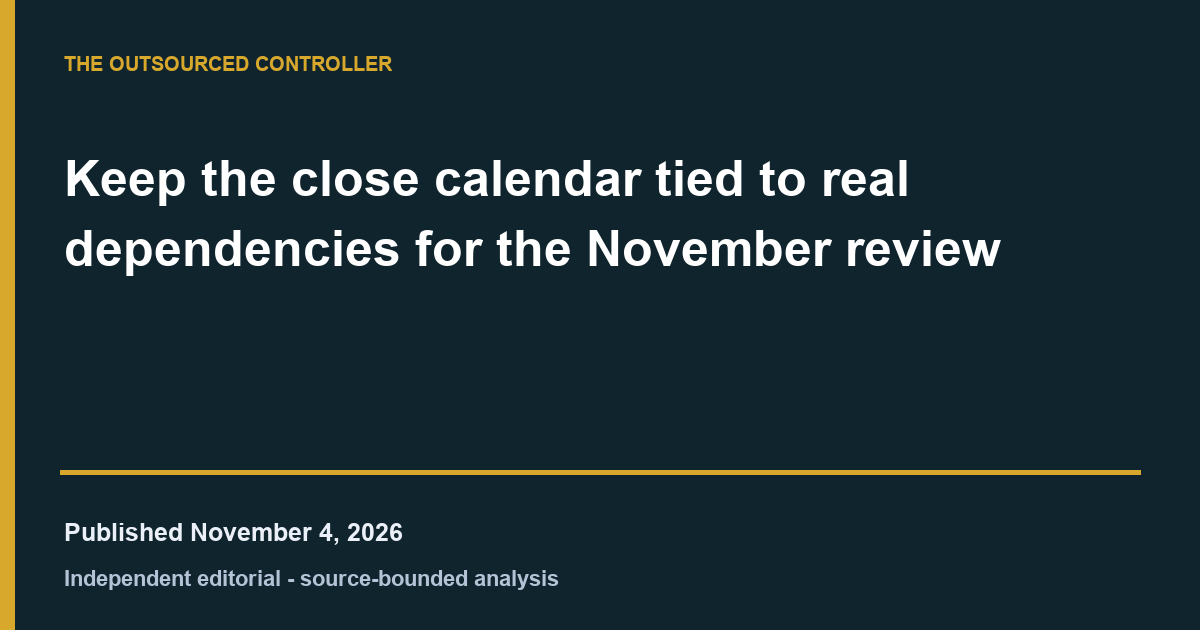 THE OUTSOURCED CONTROLLER
Keep the close calendar tied to real
dependencies for the November review
Published November 4, 2026
Independent editorial - source-bounded analysis